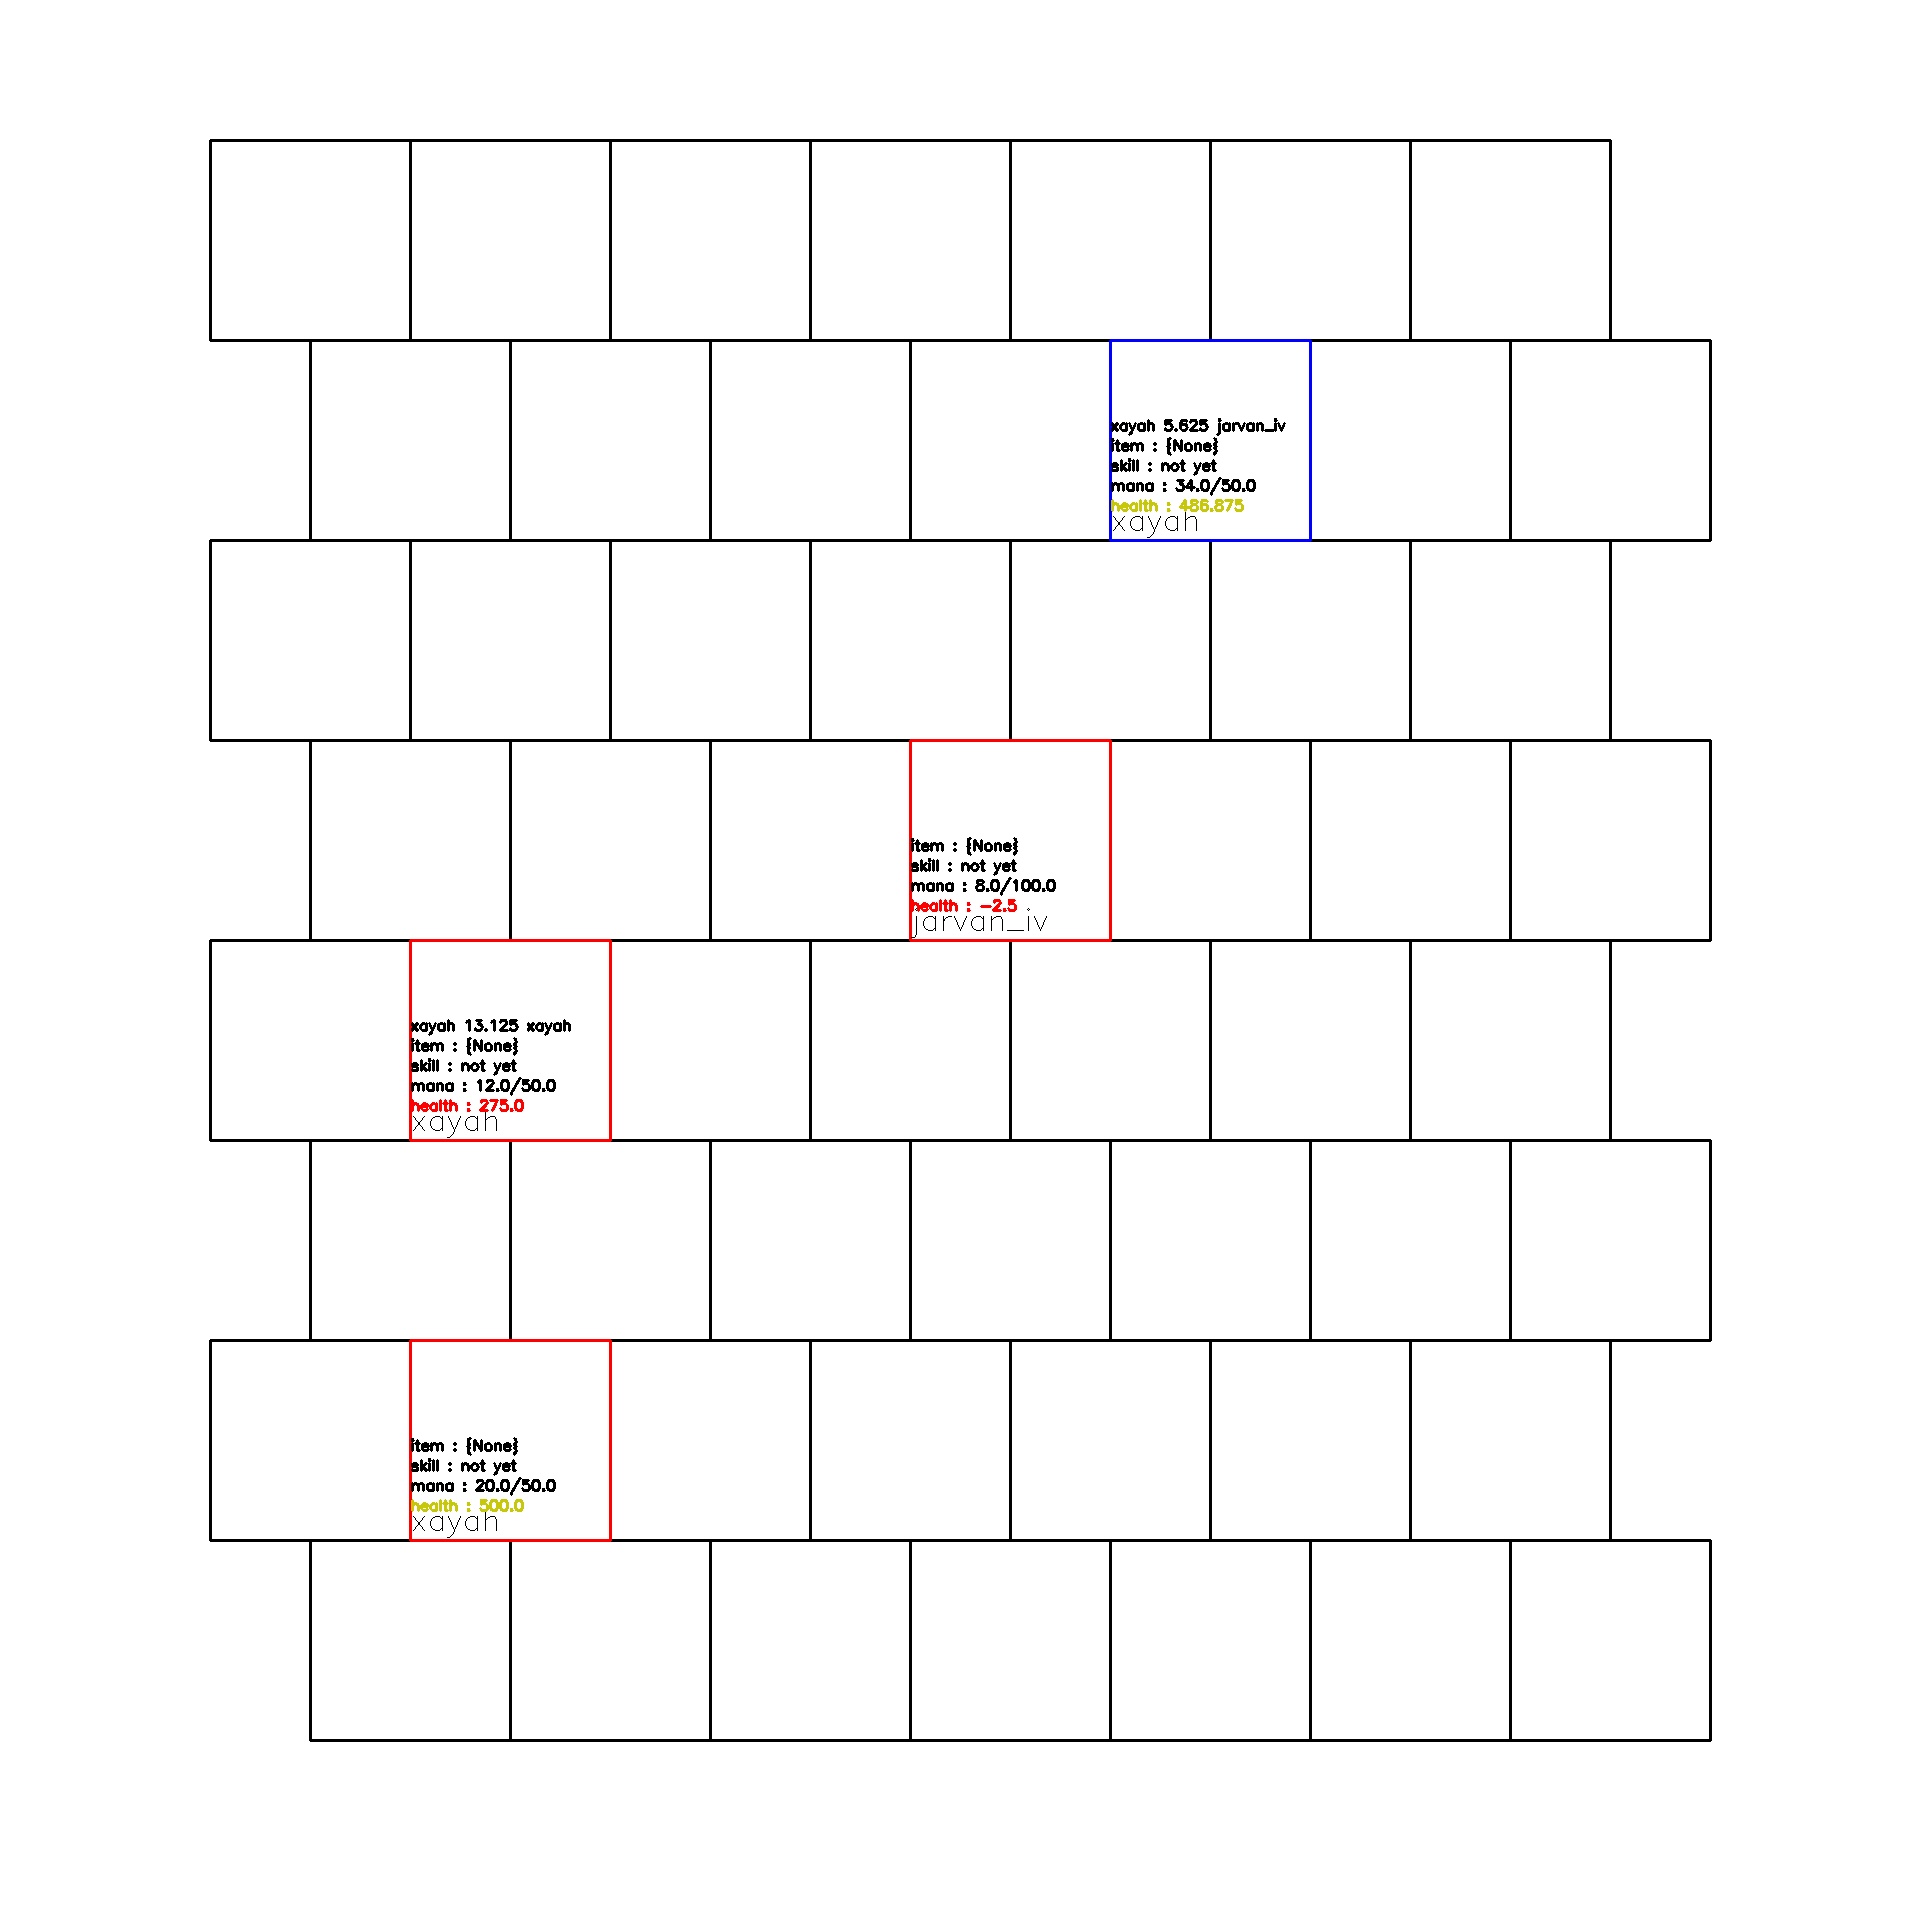 xayah 5.625 jarvan_iv
item : {None}
skill : not yet
mana : 34.0/50.0
health : 486.875
xayah
item : {None}
skill : not yet
mana : 8.0/100.0
health : -2.5
jarvan_iv
xayah 13.125 xayah
item : {None}
skill : not yet
mana : 12.0/50.0
health : 275.0
xayah
item : {None}
skill : not yet
mana : 20.0/50.0
health : 500.0
xayah